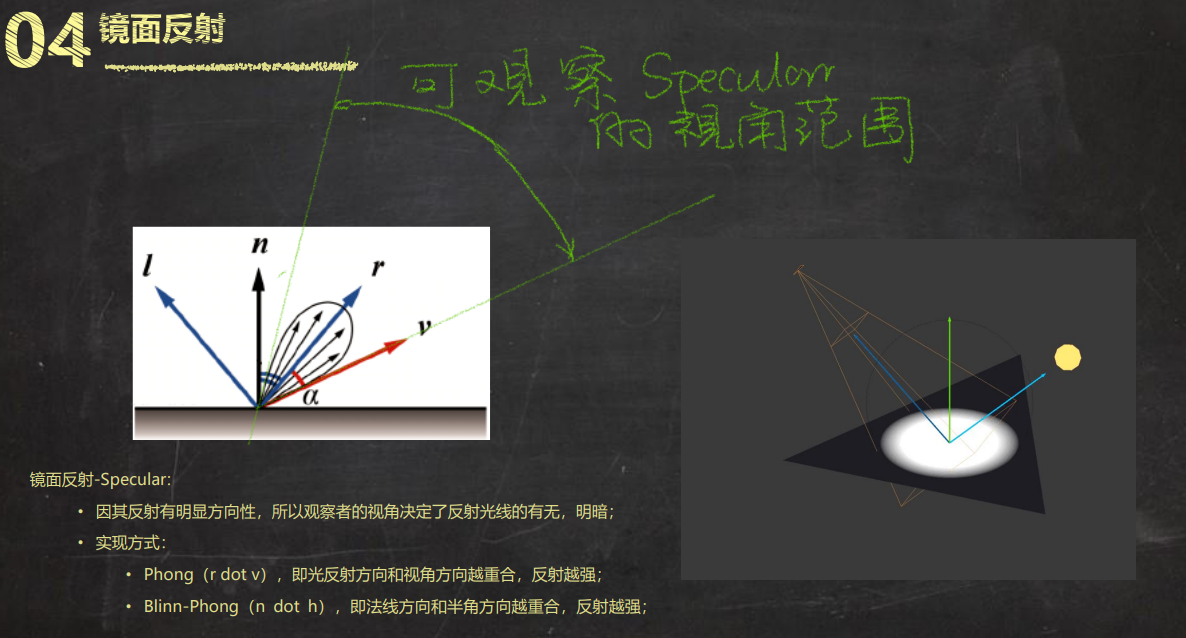 04 镜面反射
可观察 Specular
的視角范围
l
n
r
v
α
镜面反射-Specular:
• 因其反射有明显方向性，所以观察者的视角决定了反射光线的有无，明暗；
• 实现方式：
• Phong（r dot v），即光反射方向和视角方向越重合，反射越强；
• Blinn-Phong（n dot h），即法线方向和半角方向越重合，反射越强；